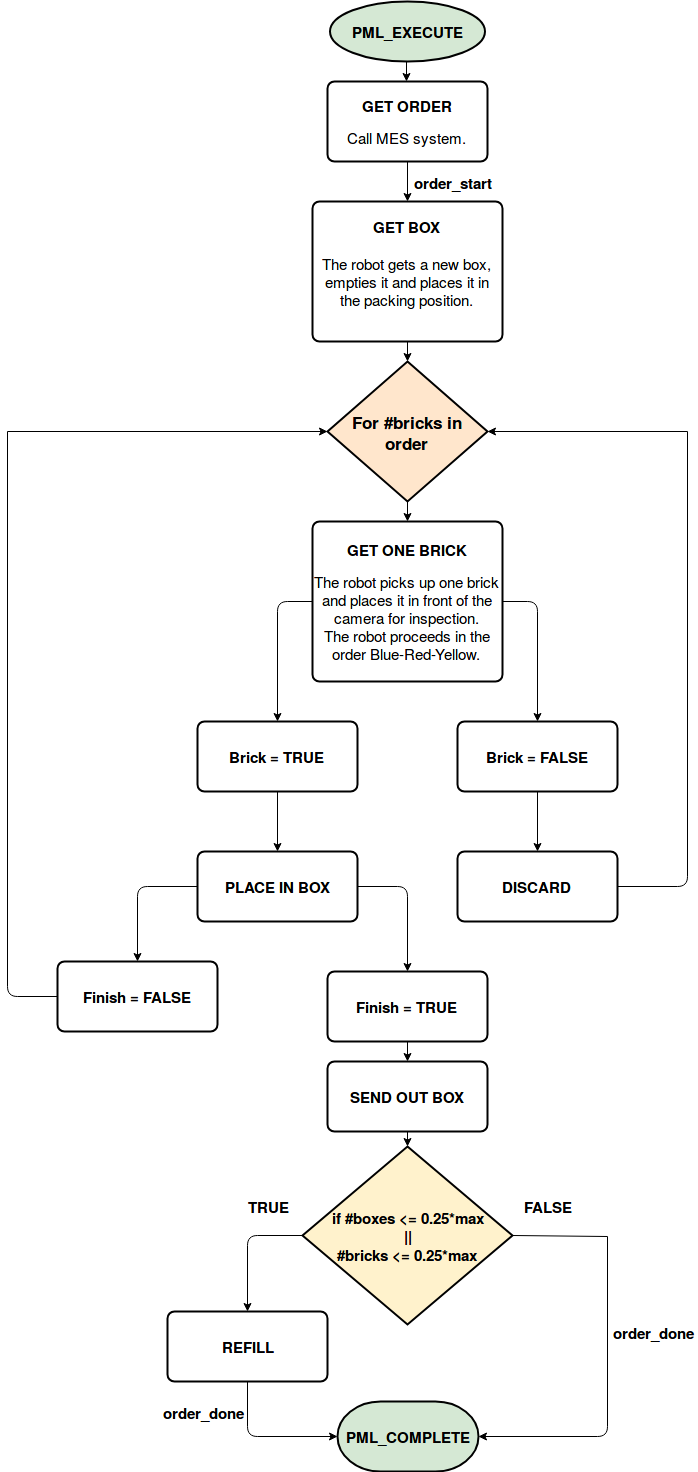 PML_EXECUTE
GET ORDER
Call MES system.
order_start
GET BOX
The robot gets a new box,
empties it and places it in
the packing position.
For #bricks in
order
GET ONE BRICK
The robot picks up one brick
and places it in front of the
camera for inspection.
The robot proceeds in the
order Blue-Red-Yellow.
Brick = TRUE
Brick = FALSE
PLACE IN BOX
DISCARD
Finish = FALSE
Finish = TRUE
SEND OUT BOX
TRUE
FALSE
if #boxes <= 0.25*max
||
#bricks <= 0.25*max
REFILL
order_done
order_done
PML_COMPLETE